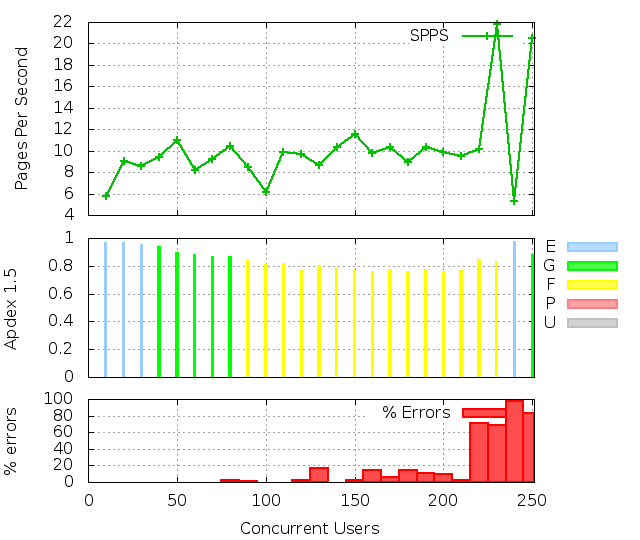 22
20
18
16
14
12
10
8
6
4
Pages Per Second
SPPS
1
0.8
0.6
0.4
0.2
0
Apdex 1.5
E
G
F
P
U
100
80
60
40
20
0
% errors
% Errors
0 50 100 150 200 250
Concurrent Users